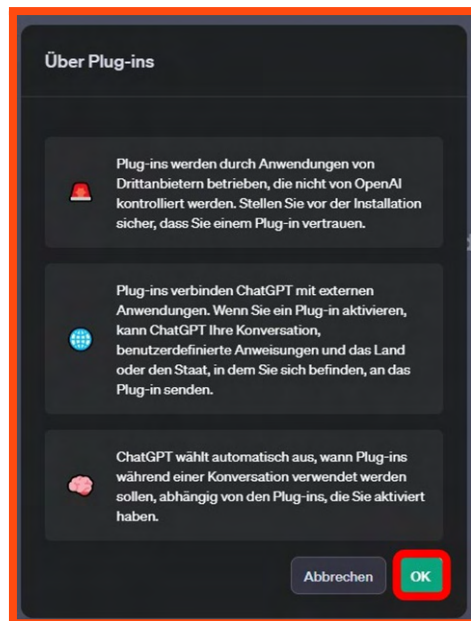 Über Plug-ins
Plug-ins werden durch Anwendungen von
Drittanbietern betrieben, die nicht von OpenAI
kontrolliert werden. Stellen Sie vor der Installation
sicher, dass Sie einem Plug-in vertrauen.
Plug-ins verbinden ChatGPT mit externen
Anwendungen. Wenn Sie ein Plug-in aktivieren,
kann ChatGPT Ihre Konversation,
benutzerdefinierte Anweisungen und das Land
oder den Staat, in dem Sie sich befinden, an das
Plug-in senden.
ChatGPT wählt automatisch aus, wann Plug-ins
während einer Konversation verwendet werden
sollen, abhängig von den Plug-ins, die Sie aktiviert
haben.
Abbrechen OK